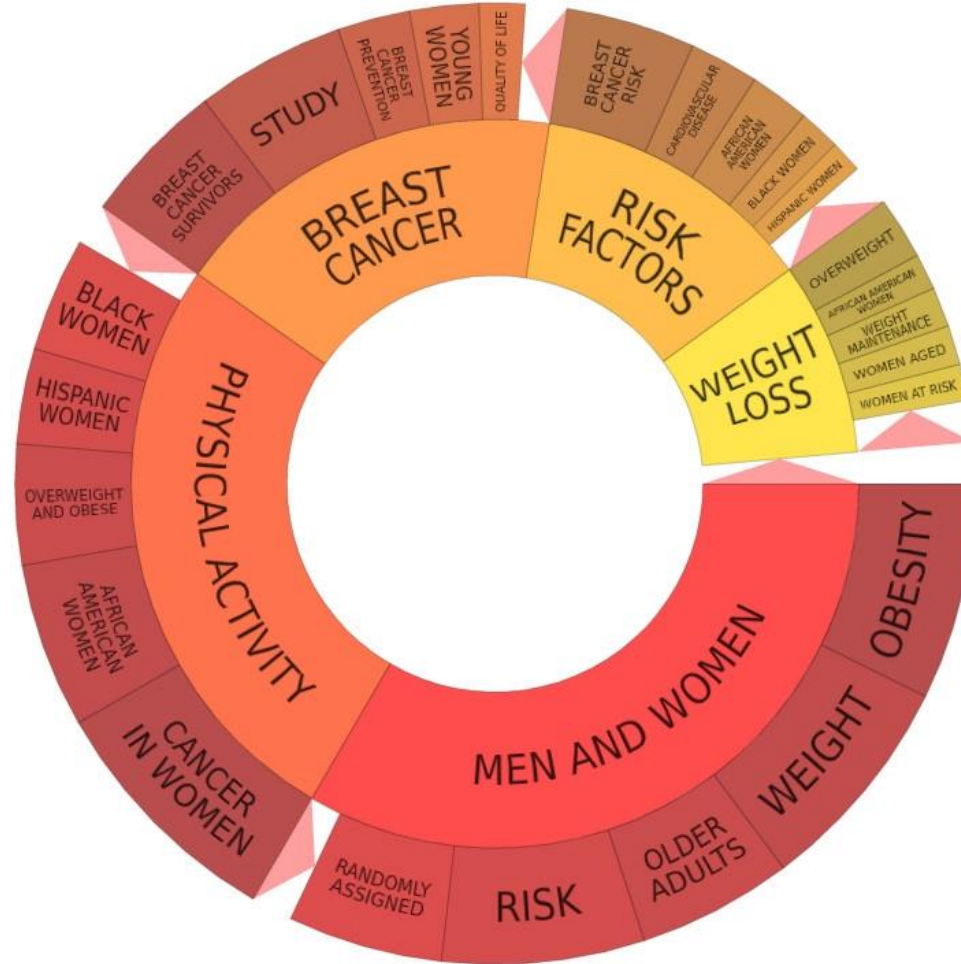 BREAST
CANCER
BREAST
CANCER
SURVIVORS
STUDY
BREAST
CANCER
PREVENTION
YOUNG
WOMEN
QUALITY OF LIFE
RISK
FACTORS
BREAST
CANCER
RISK
CARDIOVASCULAR
DISEASE
AFRICAN
AMERICAN
WOMEN
BLACK WOMEN
HISPANIC WOMEN
WEIGHT
LOSS
OVERWEIGHT
AFRICAN AMERICAN
WOMEN
WEIGHT
MAINTENANCE
WOMEN AGED
WOMEN AT RISK
MEN AND WOMEN
OBESITY
WEIGHT
OLDER
ADULTS
RISK
RANDOMLY
ASSIGNED
PHYSICAL ACTIVITY
CANCER
IN WOMEN
AFRICAN
AMERICAN
WOMEN
OVERWEIGHT
AND OBESE
HISPANIC
WOMEN
BLACK
WOMEN